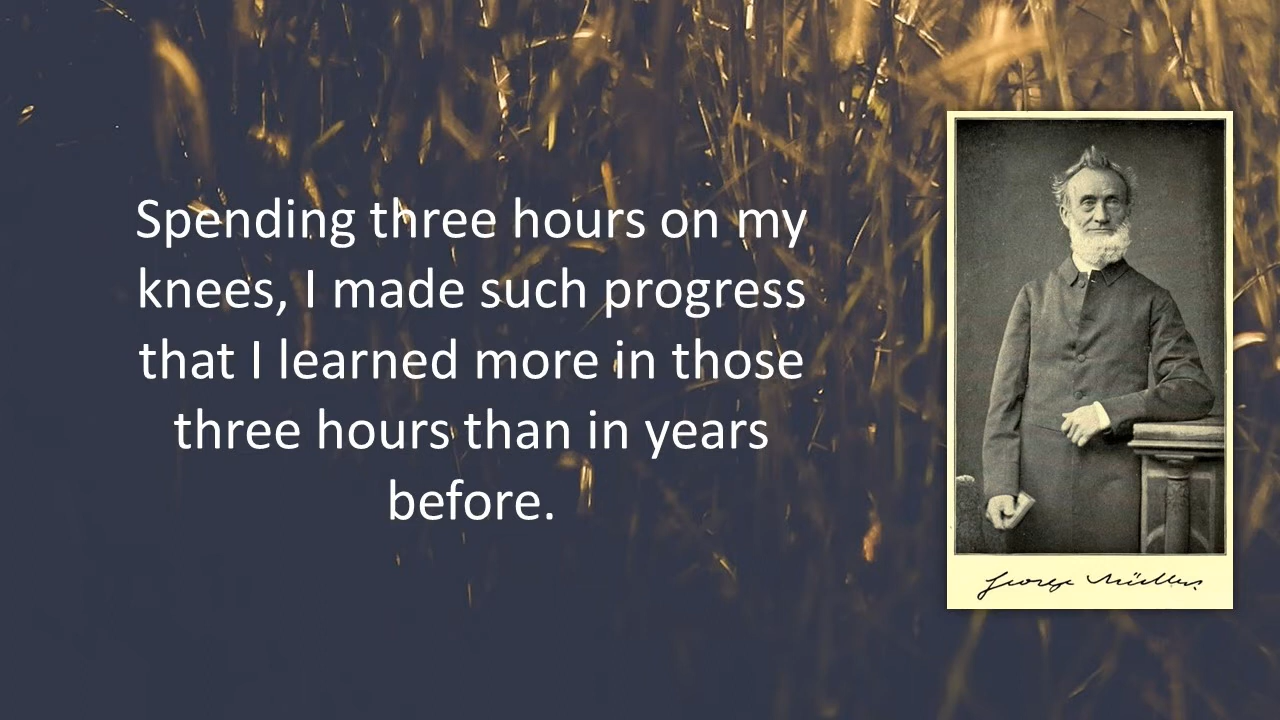 Spending three hours on my
knees, I made such progress
that I learned more in those
three hours than in years
before.
George Müller.